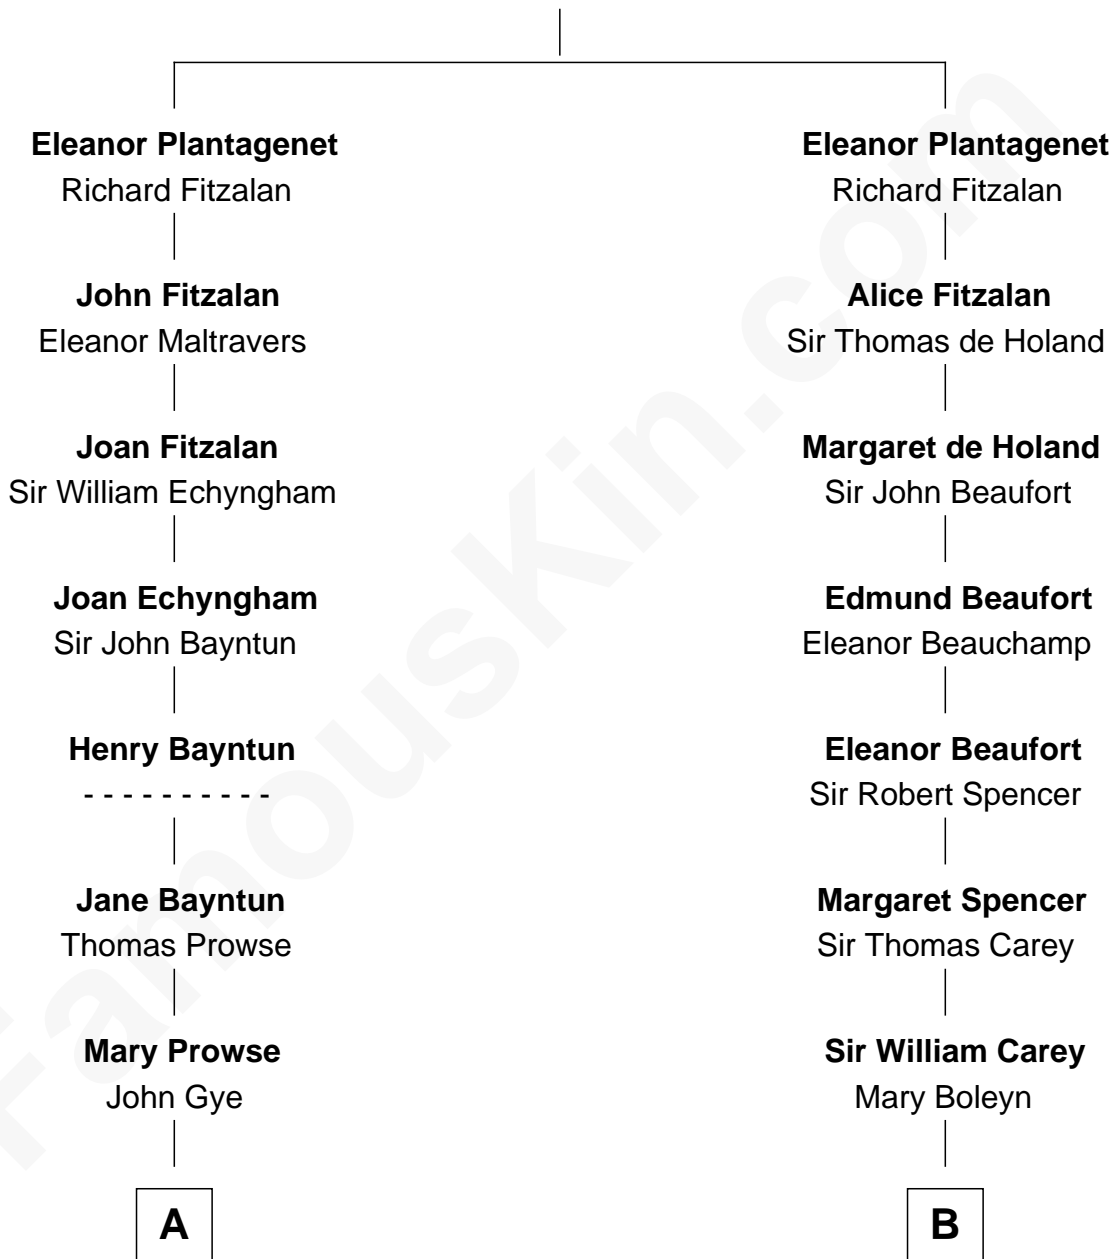 Eleanor Plantagenet
Richard Fitzalan
John Fitzalan
Eleanor Maltravers
Joan Fitzalan
Sir William Echyngham
Joan Echyngham
Sir John Bayntun
Henry Bayntun
- - - - - - - - - -
Jane Bayntun
Thomas Prowse
Mary Prowse
John Gye
A
Eleanor Plantagenet
Richard Fitzalan
Alice Fitzalan
Sir Thomas de Holand
Margaret de Holand
Sir John Beaufort
Edmund Beaufort
Eleanor Beauchamp
Eleanor Beaufort
Sir Robert Spencer
Margaret Spencer
Sir Thomas Carey
Sir William Carey
Mary Boleyn
B
FamousKin.com